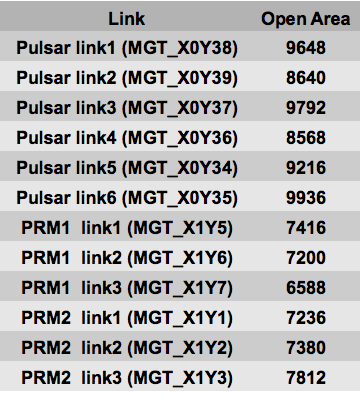 Link Open Area
Pulsar link1 (MGT_X0Y38) 9648
Pulsar link2 (MGT_X0Y39) 8640
Pulsar link3 (MGT_X0Y37) 9792
Pulsar link4 (MGT_X0Y36) 8568
Pulsar link5 (MGT_X0Y34) 9216
Pulsar link6 (MGT_X0Y35) 9936
PRM1 link1 (MGT_X1Y5) 7416
PRM1 link2 (MGT_X1Y6) 7200
PRM1 link3 (MGT_X1Y7) 6588
PRM2 link1 (MGT_X1Y1) 7236
PRM2 link2 (MGT_X1Y2) 7380
PRM2 link3 (MGT_X1Y3) 7812